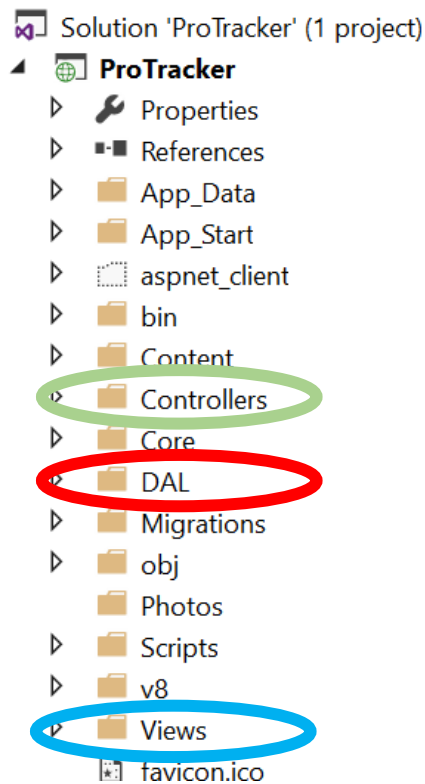 Solution 'ProTracker' (1 project)
ProTracker
Properties
References
App_Data
App_Start
aspnet_client
bin
Content
Controllers
Core
DAL
Migrations
obj
Photos
Scripts
v8
Views
favicon.ico